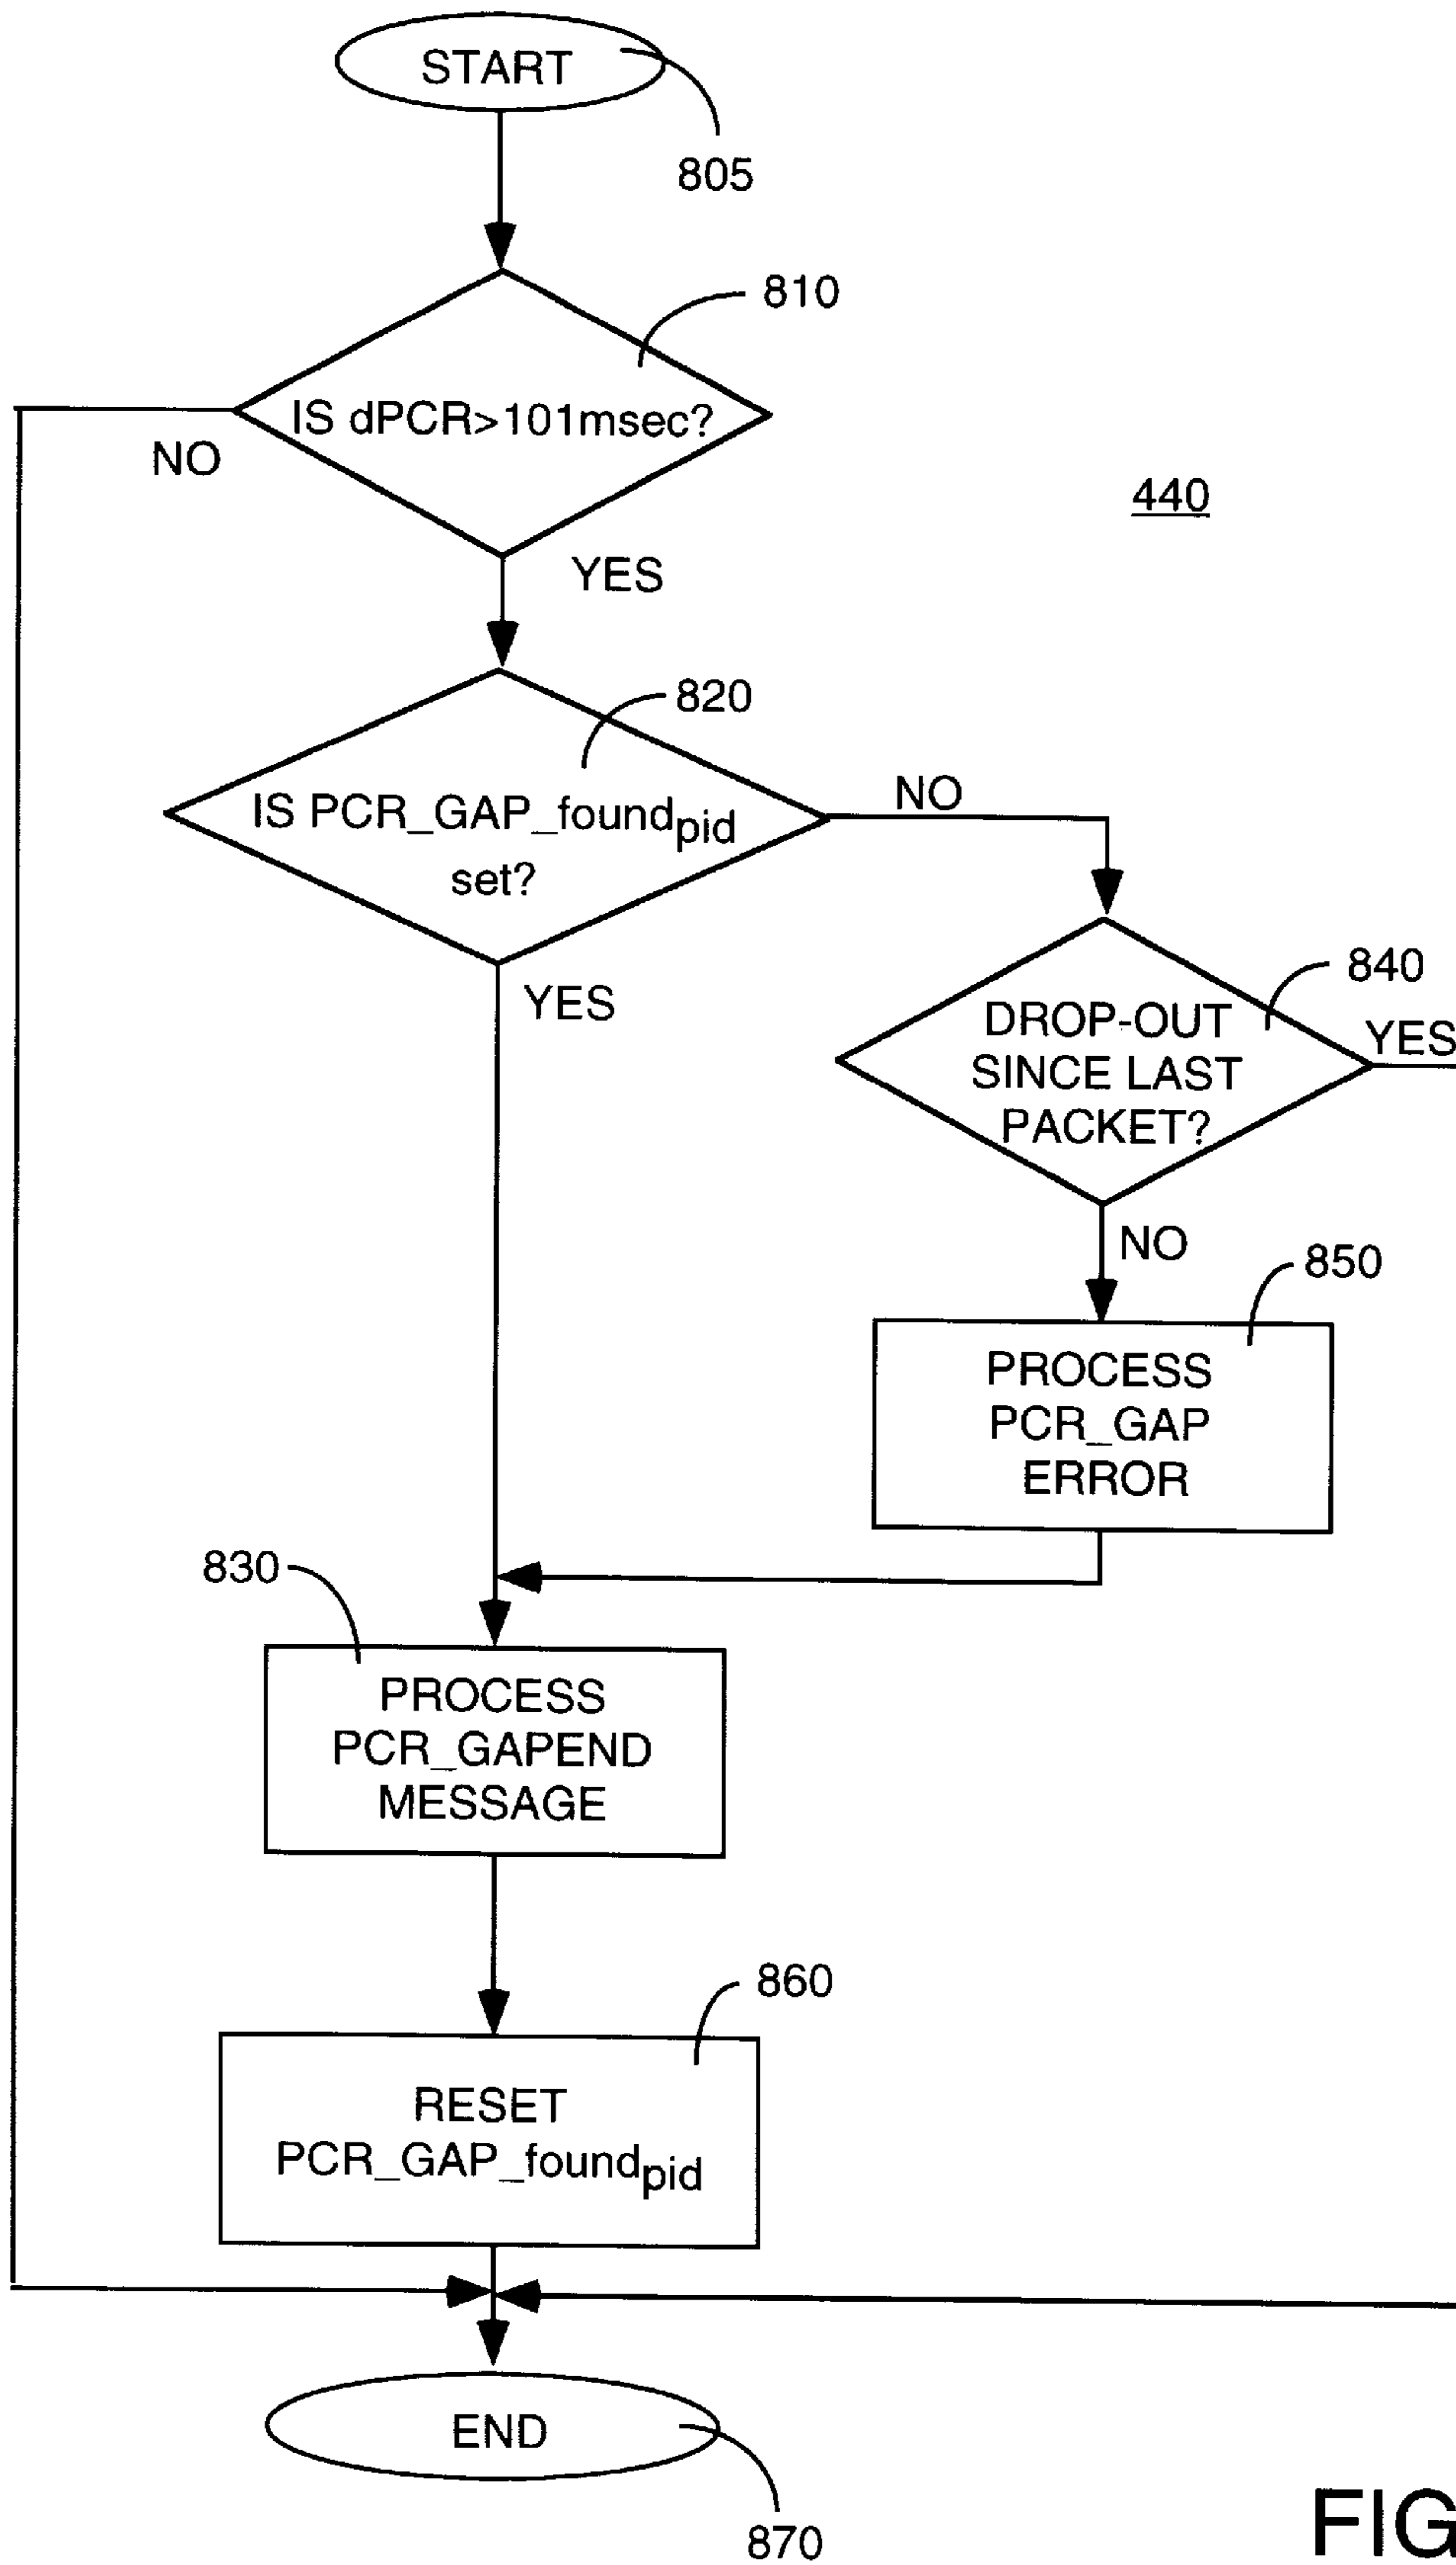 START
805
810
IS dPCR>101msec?
NO
440
YES
820
IS PCR_GAP_foundpid
set?
NO
YES
840
DROP-OUT
SINCE LAST
PACKET?
YES
NO
850
PROCESS
PCR_GAP
ERROR
830
PROCESS
PCR_GAPEND
MESSAGE
860
RESET
PCR_GAP_foundpid
END
870
FIG